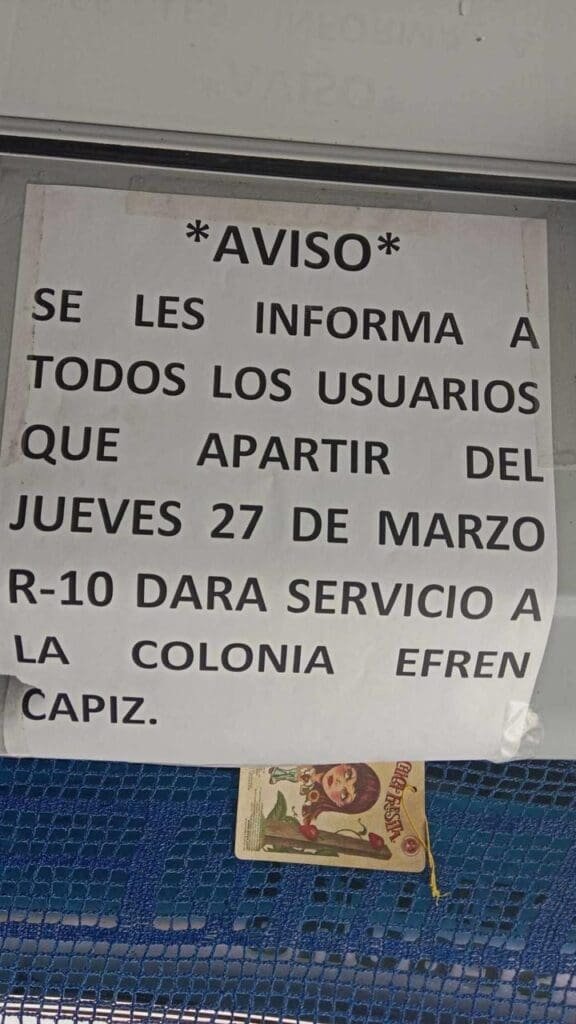 *AVISO*
SE LES INFORMA A
TODOS LOS USUARIOS
QUE APARTIR DEL
JUEVES 27 DE MARZO
R-10 DARA SERVICIO A
LA COLONIA EFREN
CAPIZ.